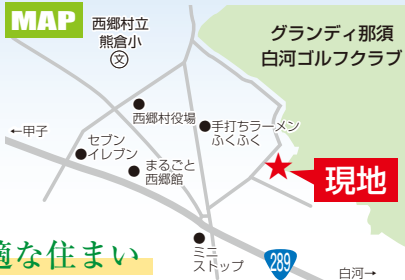 MAP
西郷村立
熊倉小
文
グランディ那須
白河ゴルフクラブ
西郷村役場
手打ちラーメン
ふくふく
←甲子
セブン
イレブン
まるごと
西郷館
現地
ミニ
ストップ
289
白河→
適な住まい